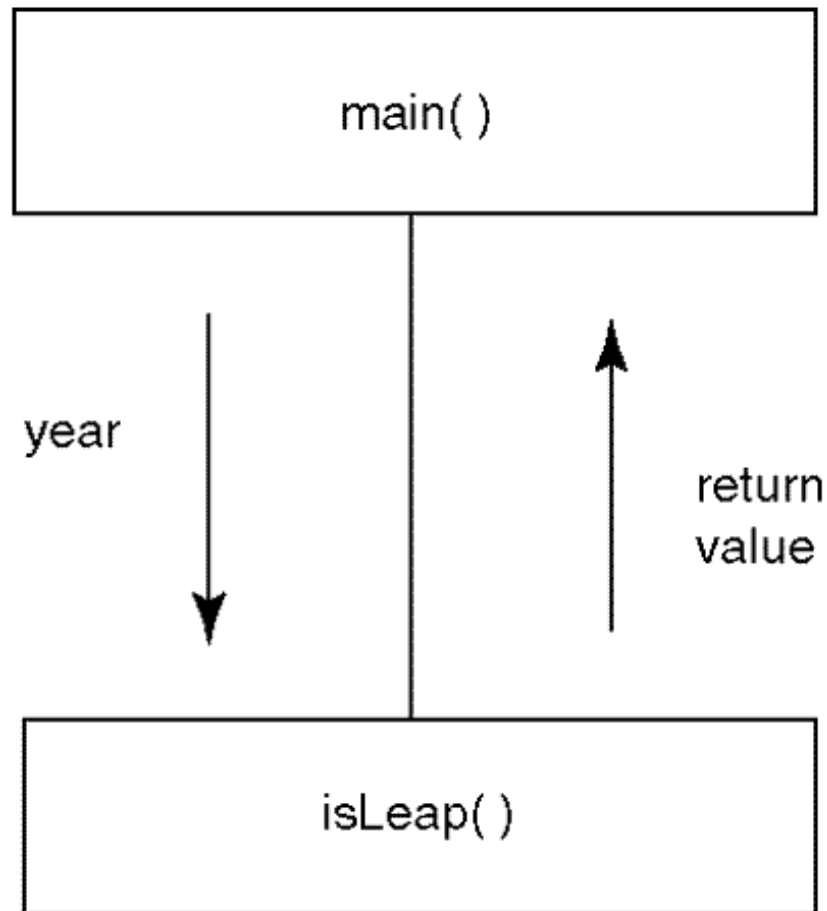 main( )
year
return
value
isLeap( )